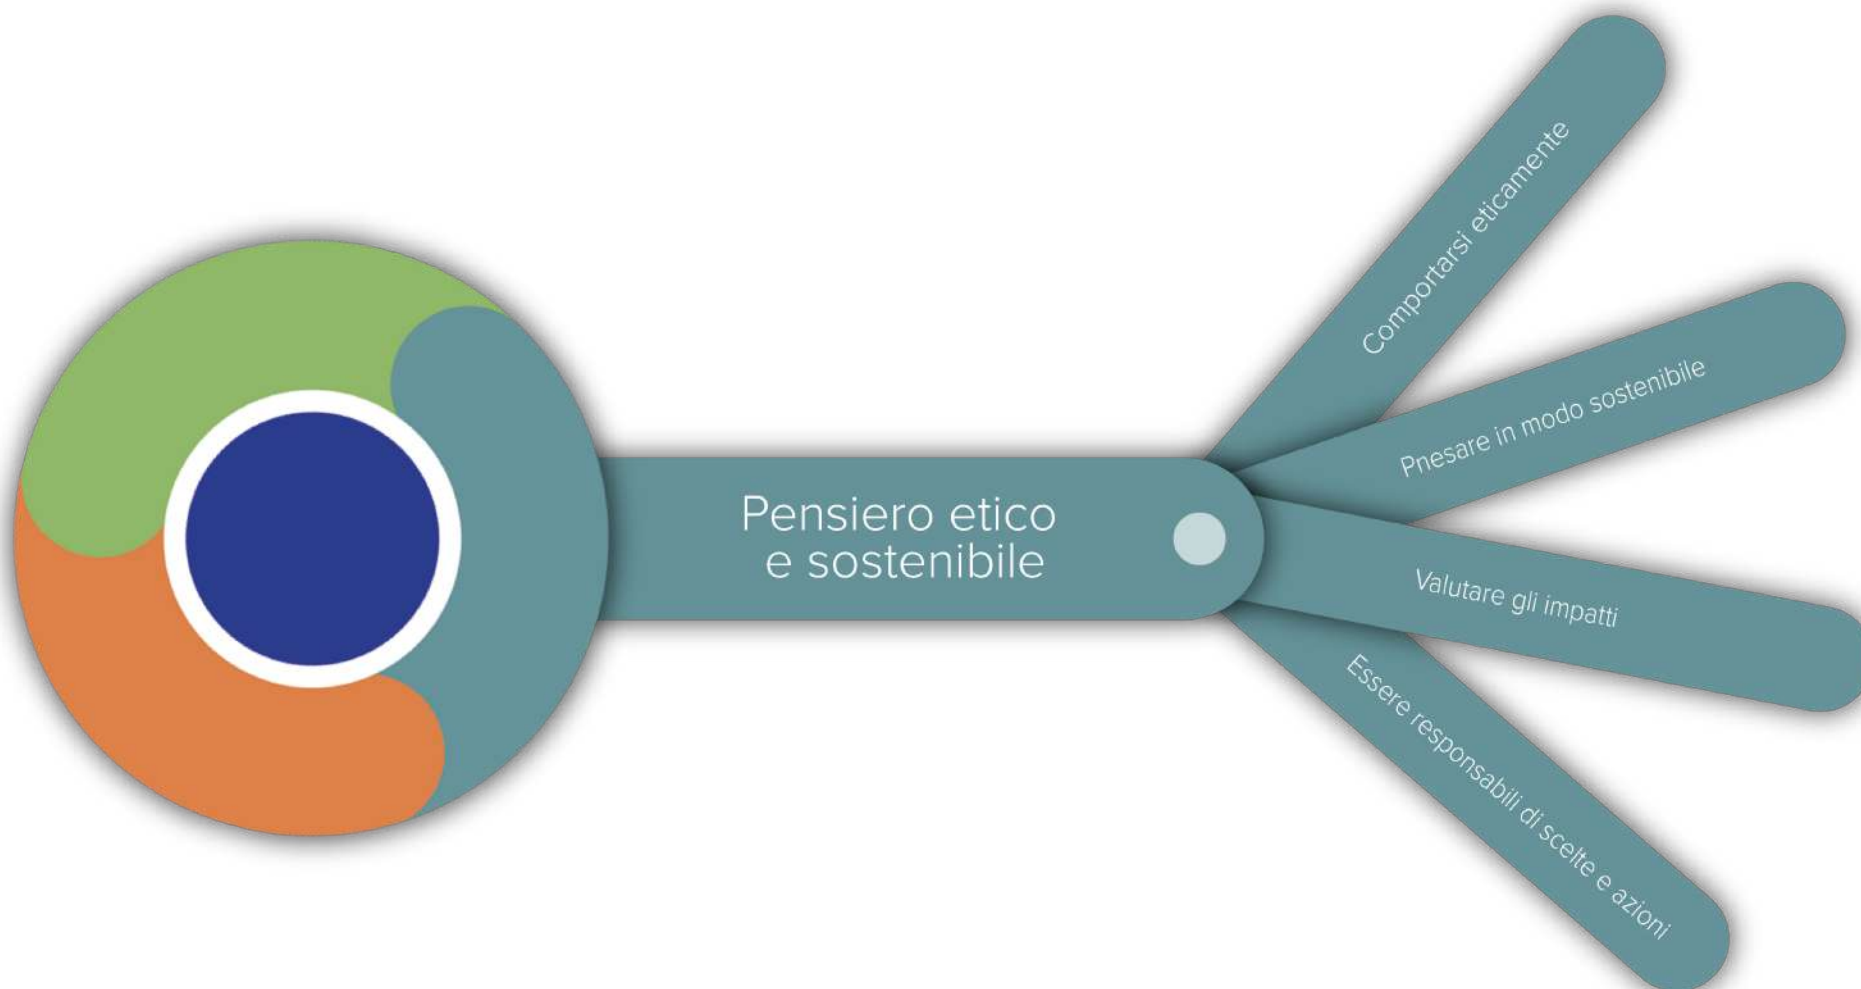 Pensiero etico
e sostenibile
Comportarsi eticamente
Pnesare in modo sostenibile
Valutare gli impatti
Essere responsabili di scelte e azioni